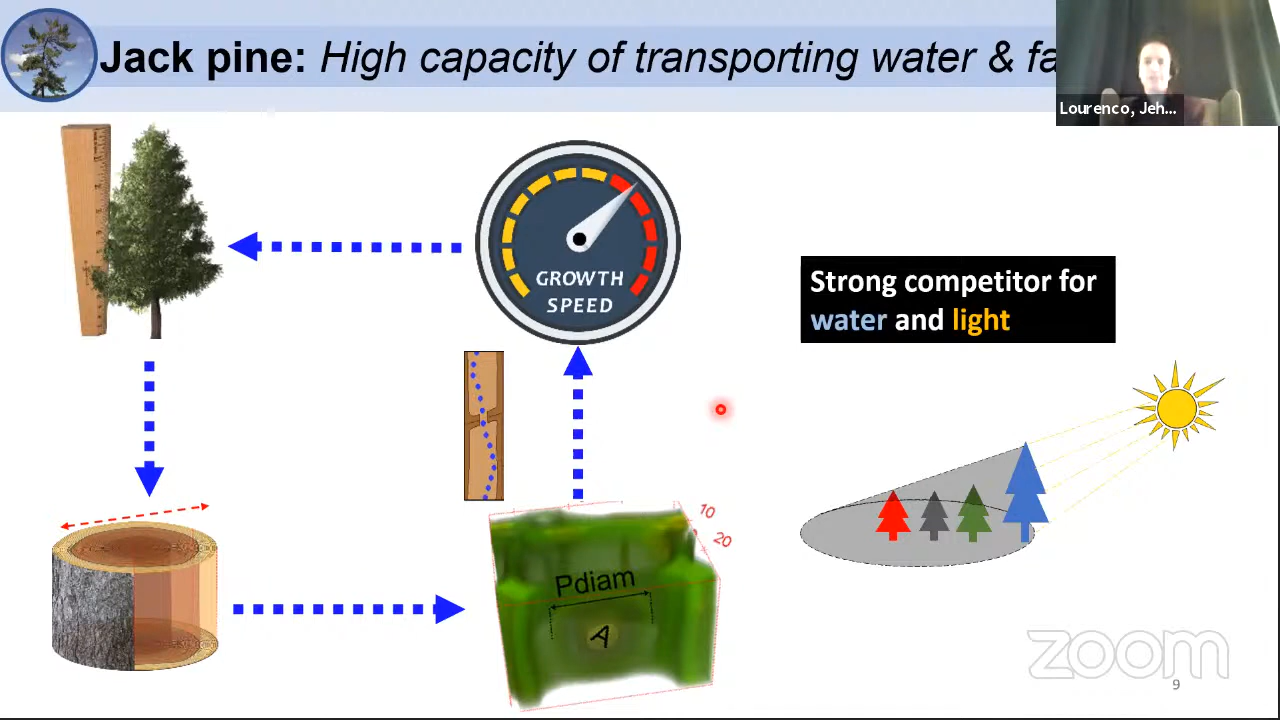 Jack pine: High capacity of transporting water & fa
Lourenco, Jeh...
GROWTH
SPEED
Strong competitor for
water and light
10
20
Pdiam
A
zoom
9